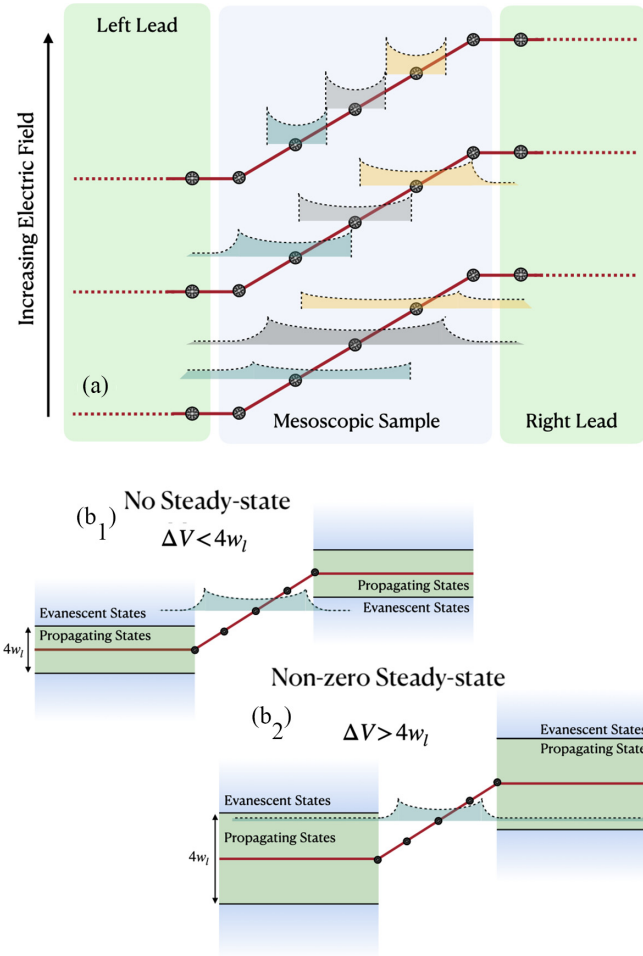 Left Lead
Increasing Electric Field
(a)
Mesoscopic Sample
Right Lead
(b1)
No Steady-state
ΔV < 4wl
Evanescent States
Propagating States
4wl
Propagating States
Evanescent States
Non-zero Steady-state
(b2)
ΔV > 4wl
Evanescent States
Propagating State
Evanescent States
Propagating States
4wl